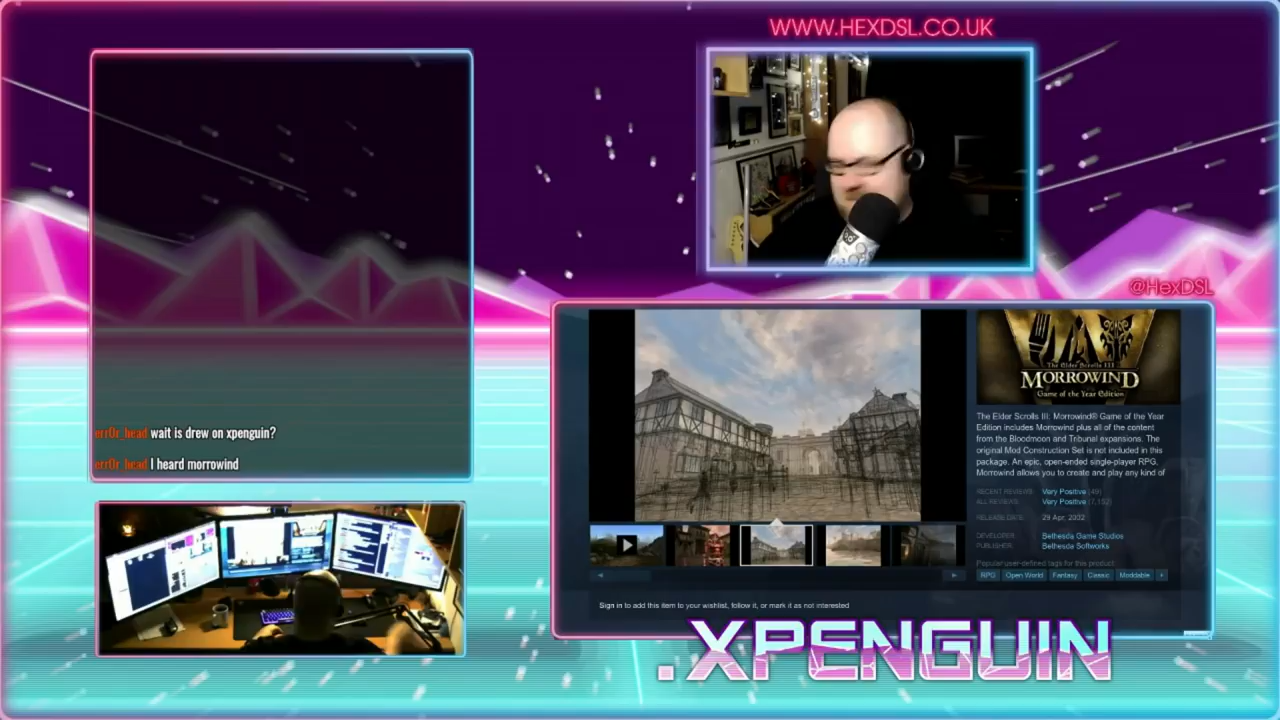 WWW.HEXDSL.CO.UK
@HexDSL
err0r_head wait is drew on xpenguin?
err0r_head I heard morrowind
The Elder Scrolls III
MORROWIND
Game of the Year Edition
The Elder Scrolls III: Morrowind® Game of the Year
Edition includes Morrowind plus all of the content
from the Bloodmoon and Tribunal expansions. The
original Mod Construction Set is not included in this
package. An epic, open-ended single-player RPG,
Morrowind allows you to create and play any kind of
RECENT REVIEWS: Very Positive (49)
ALL REVIEWS: Very Positive (7,152)
RELEASE DATE: 29 Apr, 2002
DEVELOPER: Bethesda Game Studios
PUBLISHER: Bethesda Softworks
Popular user-defined tags for this product:
RPG Open World Fantasy Classic Moddable +
Sign in to add this item to your wishlist, follow it, or mark it as not interested
.XPENGUIN